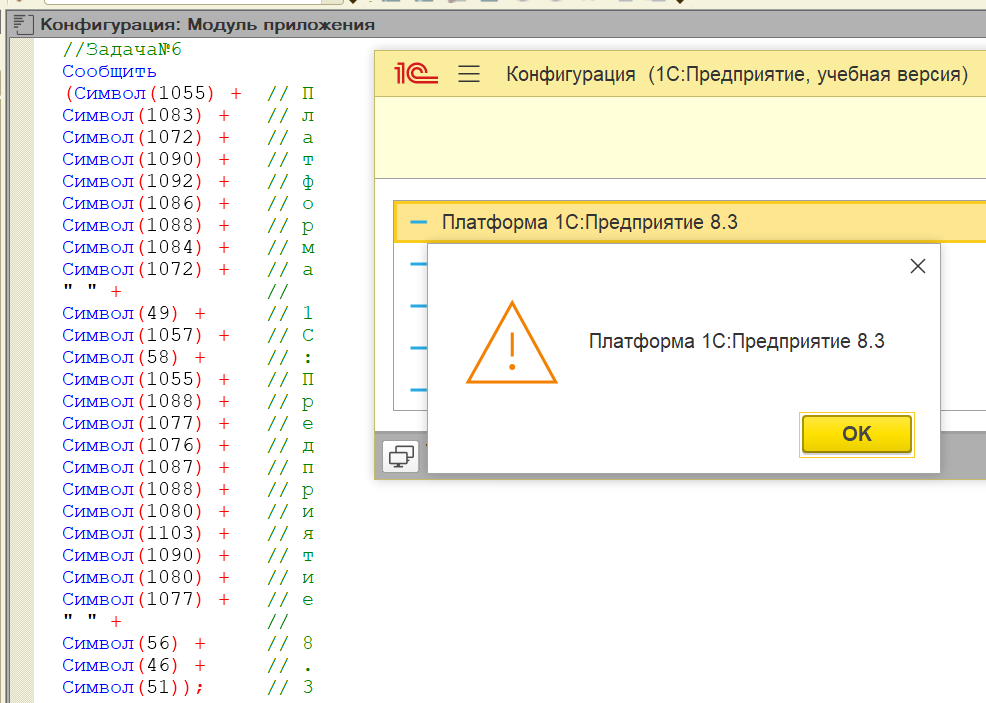 Конфигурация: Модуль приложения
//Задача№6
Сообщить
(Символ(1055) + // П
Символ(1083) + // л
Символ(1072) + // а
Символ(1090) + // т
Символ(1092) + // ф
Символ(1086) + // о
Символ(1088) + // р
Символ(1084) + // м
Символ(1072) + // а
" " + //
Символ(49) + // 1
Символ(1057) + // С
Символ(58) + // :
Символ(1055) + // П
Символ(1088) + // р
Символ(1077) + // е
Символ(1076) + // д
Символ(1087) + // п
Символ(1088) + // р
Символ(1080) + // и
Символ(1103) + // я
Символ(1090) + // т
Символ(1080) + // и
Символ(1077) + // е
" " + //
Символ(56) + // 8
Символ(46) + // .
Символ(51)); // 3
1С Конфигурация (1С:Предприятие, учебная версия)
Платформа 1С:Предприятие 8.3
Платформа 1С:Предприятие 8.3
OK